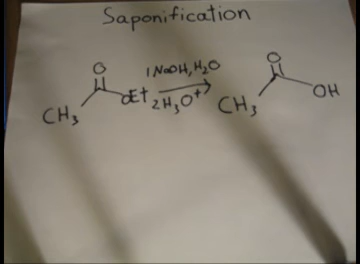 Saponification
O
CH3
OEt
1 NaOH, H2O
2 H3O+
O
CH3
OH